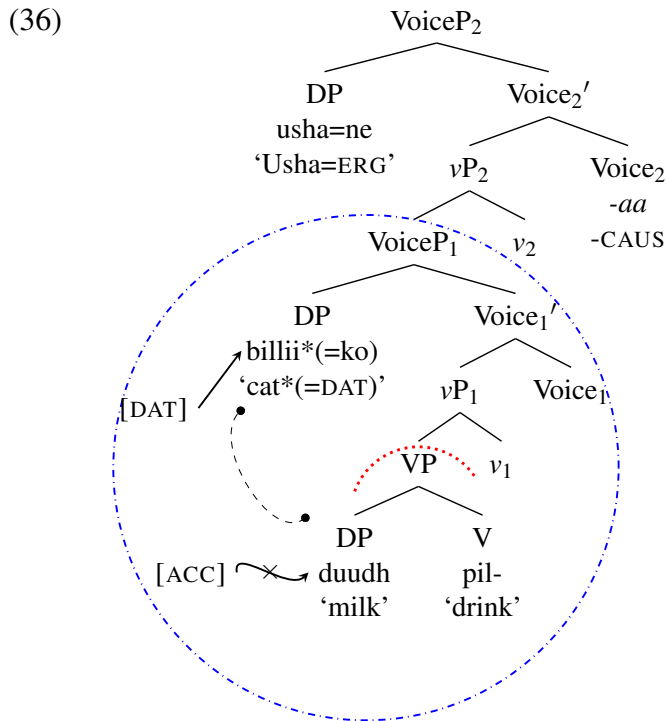 (36)
VoiceP₂
DP Voice₂′
usha=ne
‘Usha=ERG’ vP₂ Voice₂
-aa
-CAUS
VoiceP₁ v₂
DP Voice₁′
billii*(=ko)
‘cat*(=DAT)’
[DAT] vP₁ Voice₁
VP v₁
DP V
[ACC] duudh pil-
‘milk’ ‘drink’